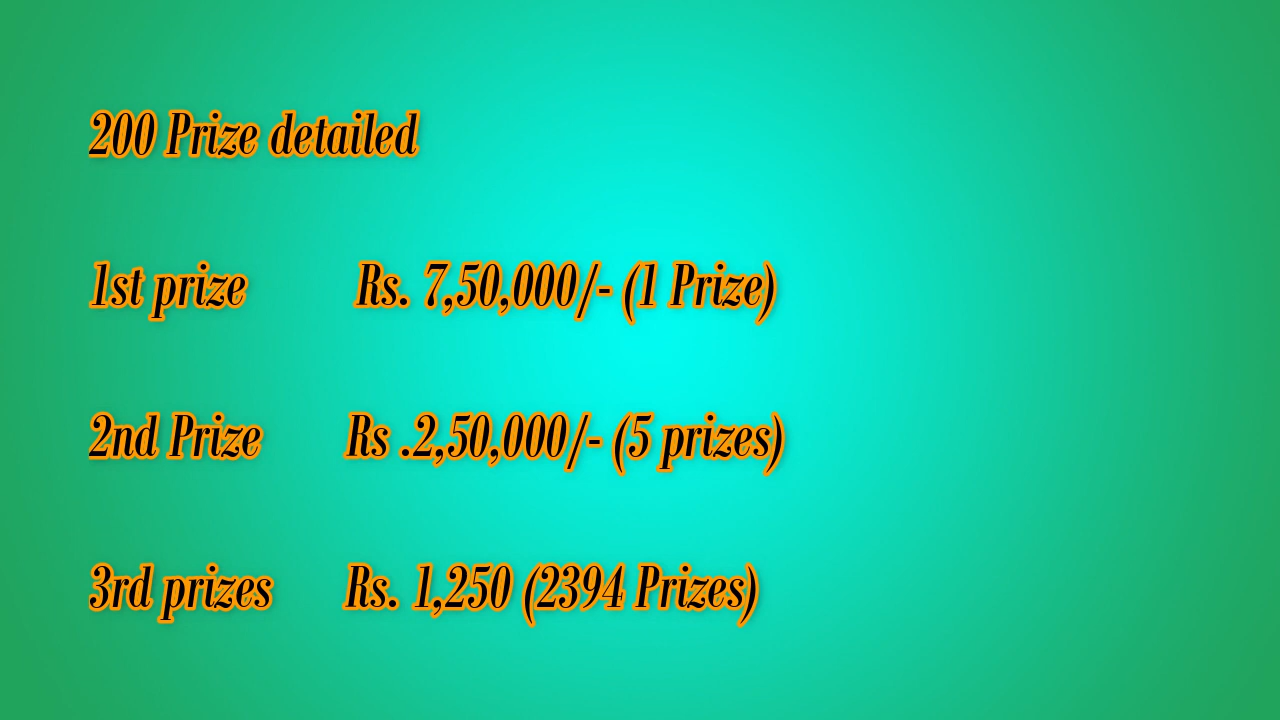 200 Prize detailed
1st prize Rs. 7,50,000/- (1 Prize)
2nd Prize Rs .2,50,000/- (5 prizes)
3rd prizes Rs. 1,250 (2394 Prizes)